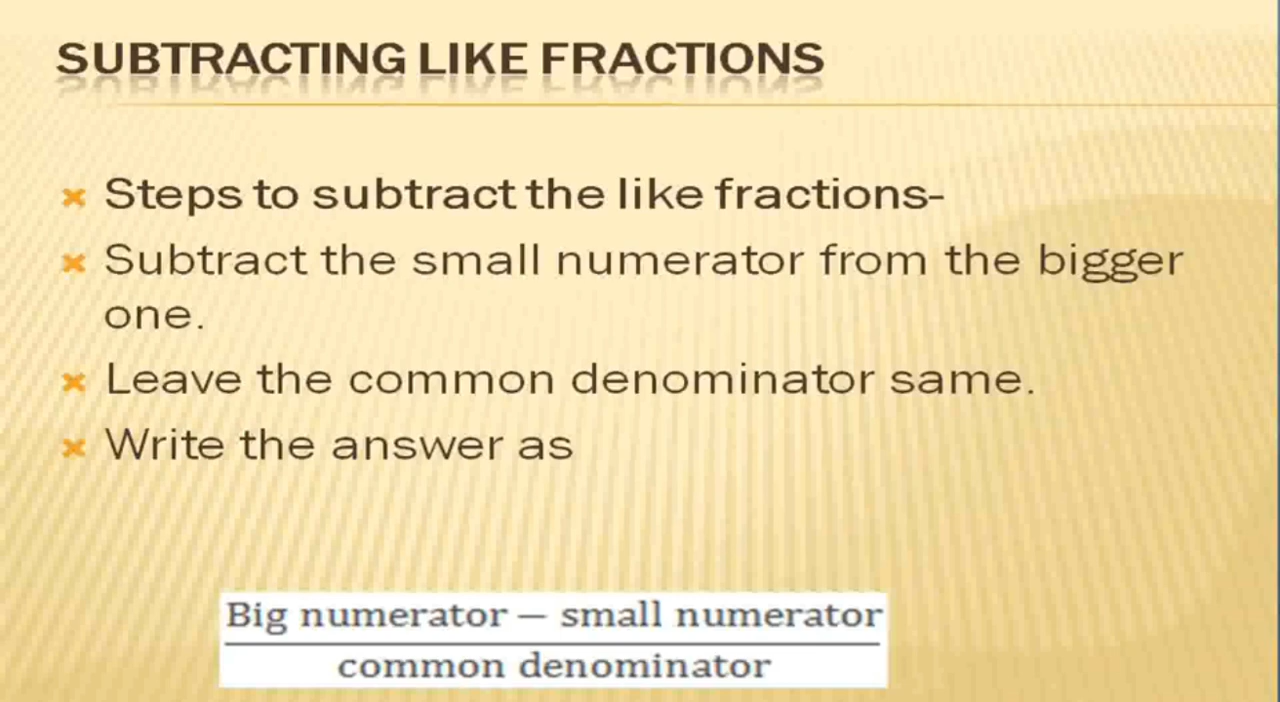 SUBTRACTING LIKE FRACTIONS
Steps to subtract the like fractions-
Subtract the small numerator from the bigger
one.
Leave the common denominator same.
Write the answer as
Big numerator — small numerator
common denominator